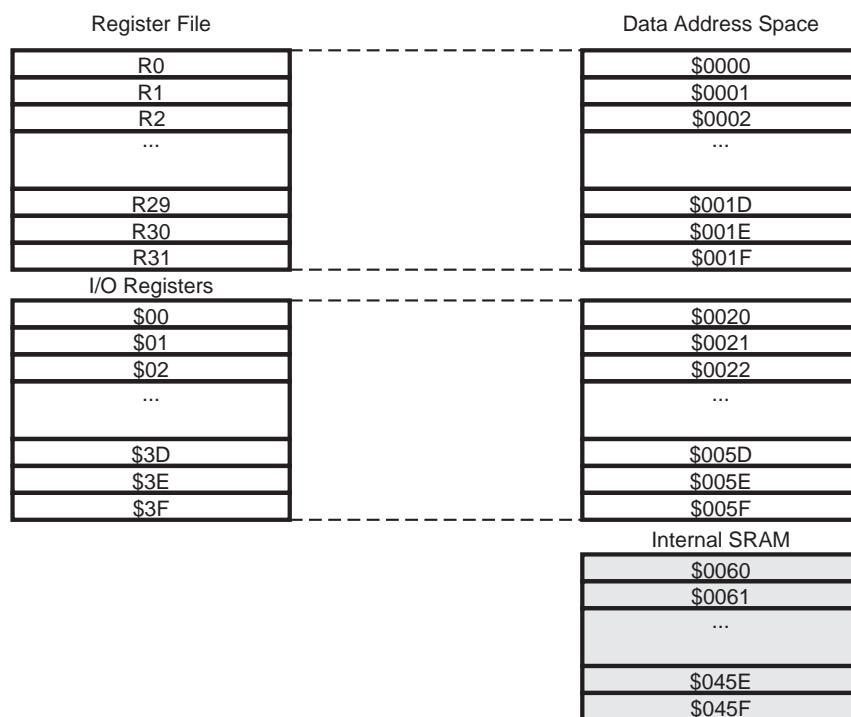 Register File Data Address Space
R0 $0000
R1 $0001
R2 $0002
... ...
R29 $001D
R30 $001E
R31 $001F
I/O Registers
$00 $0020
$01 $0021
$02 $0022
... ...
$3D $005D
$3E $005E
$3F $005F
Internal SRAM
$0060
$0061
...
$045E
$045F